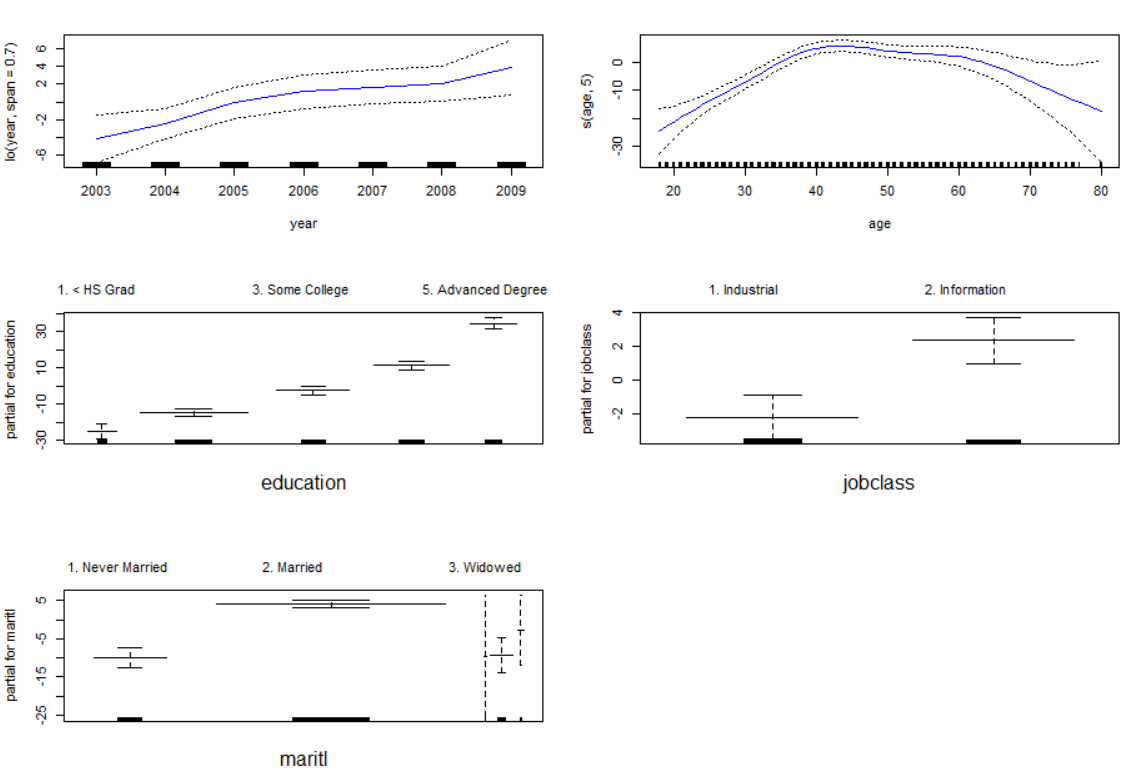 lo(year, span = 0.7)
6
4
2
-2
-6
2003 2004 2005 2006 2007 2008 2009
year
s(age, 5)
0
-10
-30
20 30 40 50 60 70 80
age
1. < HS Grad 3. Some College 5. Advanced Degree
partial for education
30
10
-10
-30
education
1. Industrial 2. Information
partial for jobclass
4
2
0
-2
jobclass
1. Never Married 2. Married 3. Widowed
partial for maritl
5
-5
-15
-25
maritl